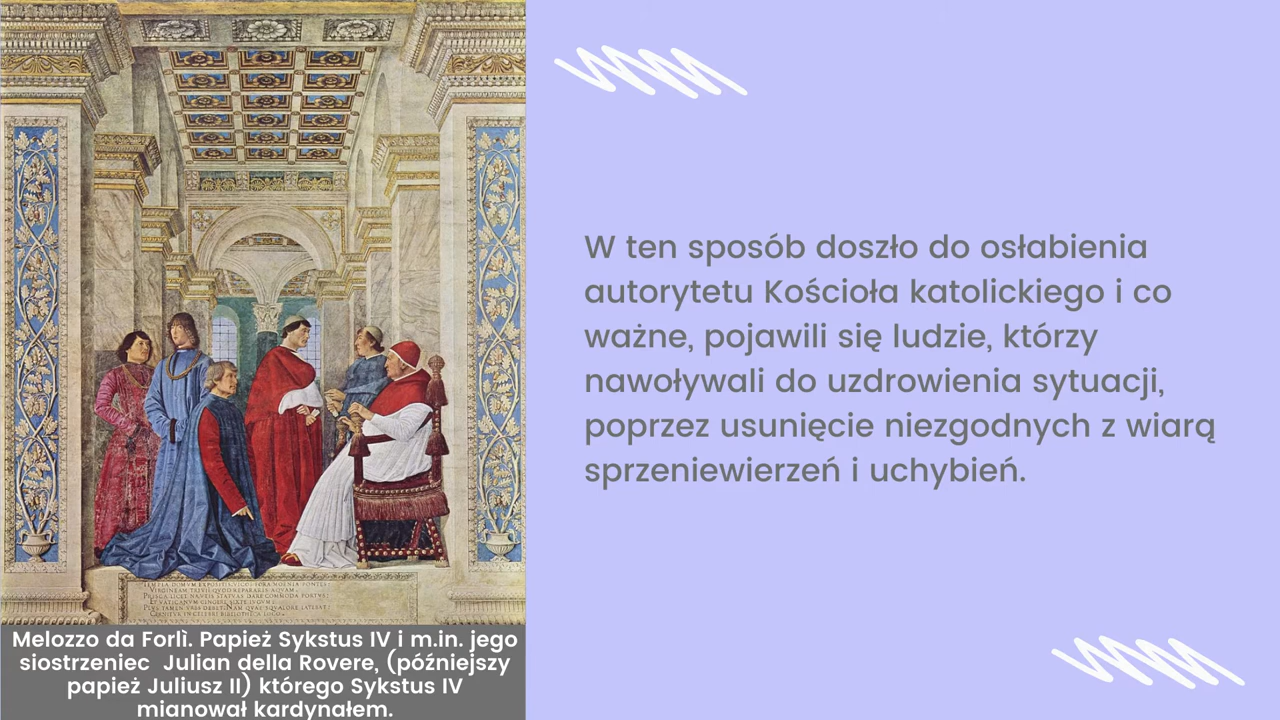 W ten sposób doszło do osłabienia
autorytetu Kościoła katolickiego i co
ważne, pojawili się ludzie, którzy
nawoływali do uzdrowienia sytuacji,
poprzez usunięcie niezgodnych z wiarą
sprzeniewierzeń i uchybień.
Melozzo da Forlì. Papież Sykstus IV i m.in. jego
siostrzeniec Julian della Rovere, (późniejszy
papież Juliusz II) którego Sykstus IV
mianował kardynałem.